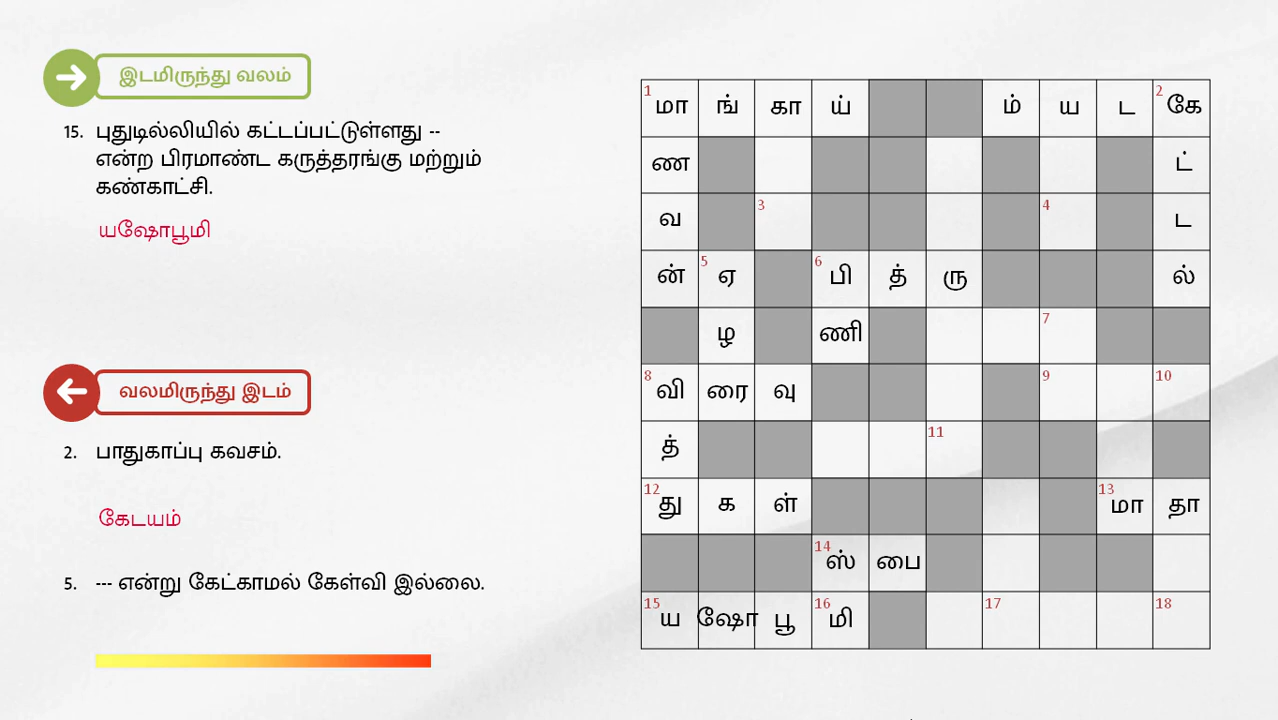 இடமிருந்து வலம்
15. புதுடில்லியில் கட்டப்பட்டுள்ளது --
என்ற பிரமாண்ட கருத்தரங்கு மற்றும்
கண்காட்சி.
யஷோபூமி
வலமிருந்து இடம்
2. பாதுகாப்பு கவசம்.
கேடயம்
5. --- என்று கேட்காமல் கேள்வி இல்லை.
1 மா ங் கா ய் ம் ய ட 2 கே
ண ட்
வ 3 4 ட
ன் 5 ஏ 6 பி த் ரு ல்
ழ ணி 7
8 வி ரை வு 9 10
த் 11
12 து க ள் 13 மா தா
14 ஸ் பை
15 ய ஷோ பூ 16 மி 17 18